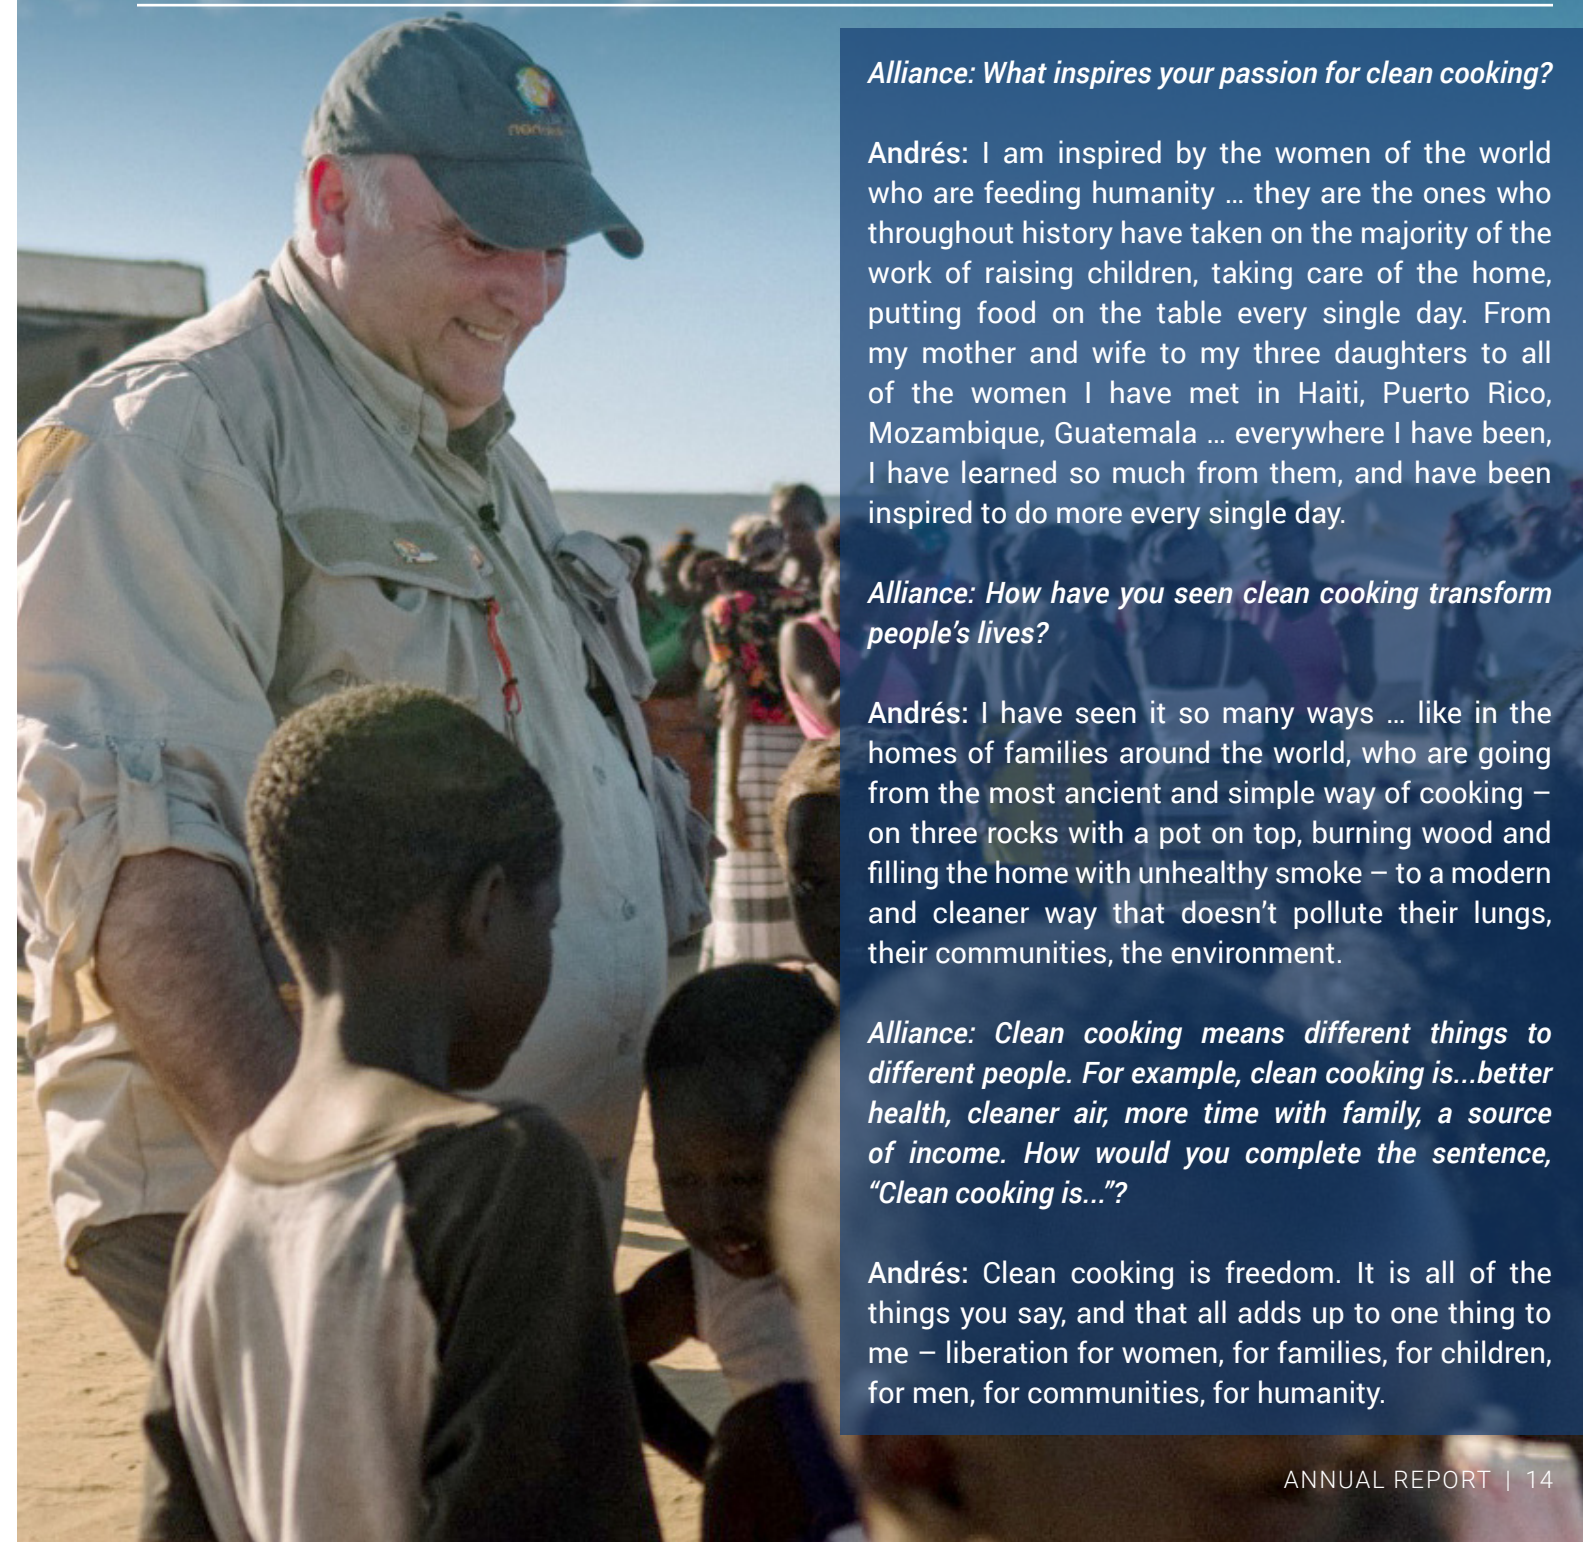 Alliance: What inspires your passion for clean cooking?
Andrés: I am inspired by the women of the world
who are feeding humanity … they are the ones who
throughout history have taken on the majority of the
work of raising children, taking care of the home,
putting food on the table every single day. From
my mother and wife to my three daughters to all
of the women I have met in Haiti, Puerto Rico,
Mozambique, Guatemala … everywhere I have been,
I have learned so much from them, and have been
inspired to do more every single day.
Alliance: How have you seen clean cooking transform
people’s lives?
Andrés: I have seen it so many ways … like in the
homes of families around the world, who are going
from the most ancient and simple way of cooking –
on three rocks with a pot on top, burning wood and
filling the home with unhealthy smoke – to a modern
and cleaner way that doesn’t pollute their lungs,
their communities, the environment.
Alliance: Clean cooking means different things to
different people. For example, clean cooking is...better
health, cleaner air, more time with family, a source
of income. How would you complete the sentence,
“Clean cooking is...”?
Andrés: Clean cooking is freedom. It is all of the
things you say, and that all adds up to one thing to
me – liberation for women, for families, for children,
for men, for communities, for humanity.
ANNUAL REPORT | 14